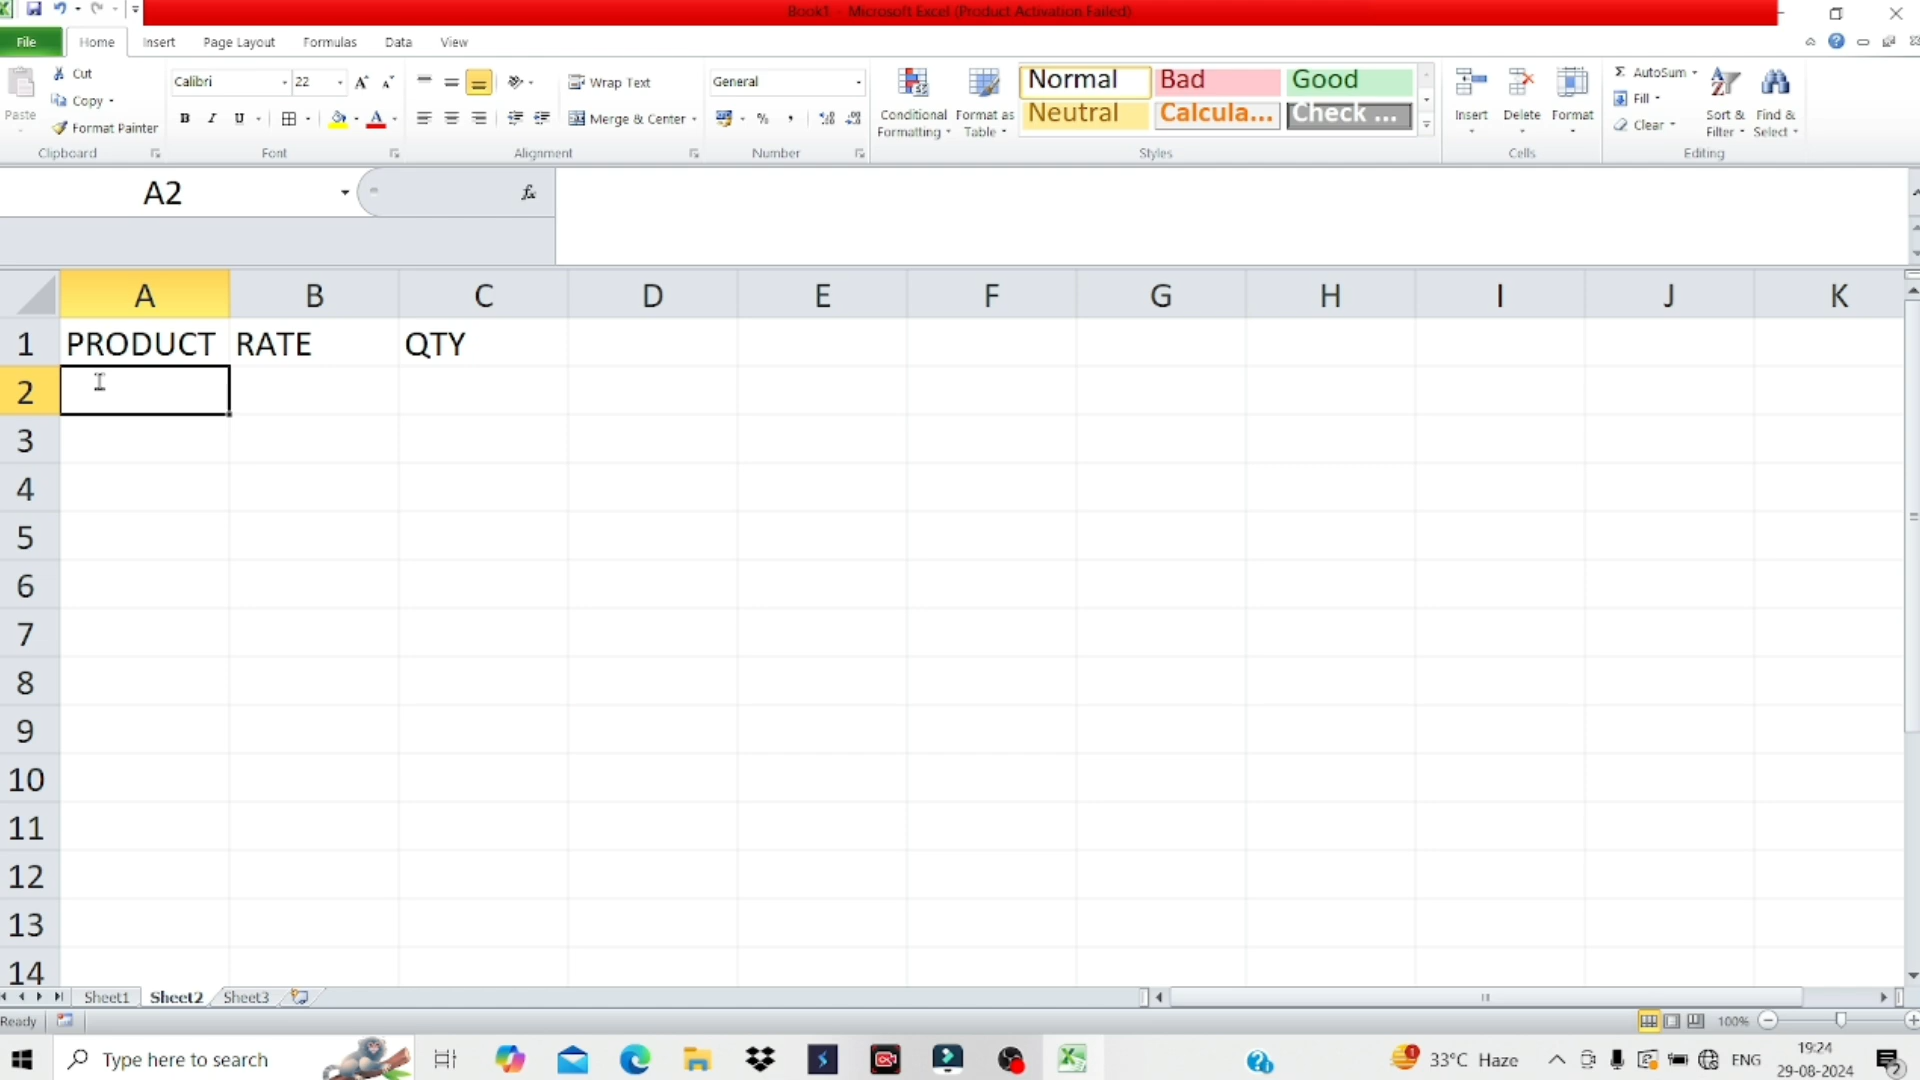 Book1 - Microsoft Excel (Product Activation Failed)
File Home Insert Page Layout Formulas Data View
Paste
Cut
Copy
Format Painter
Clipboard
Calibri 22
B I U
Font
Wrap Text
Merge & Center
Alignment
General
Number
Conditional Formatting
Format as Table
Normal Bad Good
Neutral Calcula... Check ...
Styles
Insert Delete Format
Cells
Σ AutoSum
Fill
Clear
Sort & Filter
Find & Select
Editing
A2 fx
A B C D E F G H I J K
1 PRODUCT RATE QTY
2
3
4
5
6
7
8
9
10
11
12
13
14
Sheet1 Sheet2 Sheet3
Ready 100%
Type here to search 33°C Haze ENG 19:24
29-08-2024 2